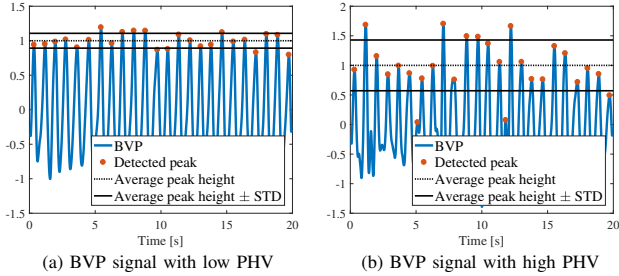 1.5
1
0.5
0
-0.5
-1
-1.5
0
5
10
15
20
Time [s]
BVP
Detected peak
Average peak height
Average peak height ± STD
(a) BVP signal with low PHV
2
1.5
1
0.5
0
-0.5
-1
-1.5
0
5
10
15
20
Time [s]
BVP
Detected peak
Average peak height
Average peak height ± STD
(b) BVP signal with high PHV